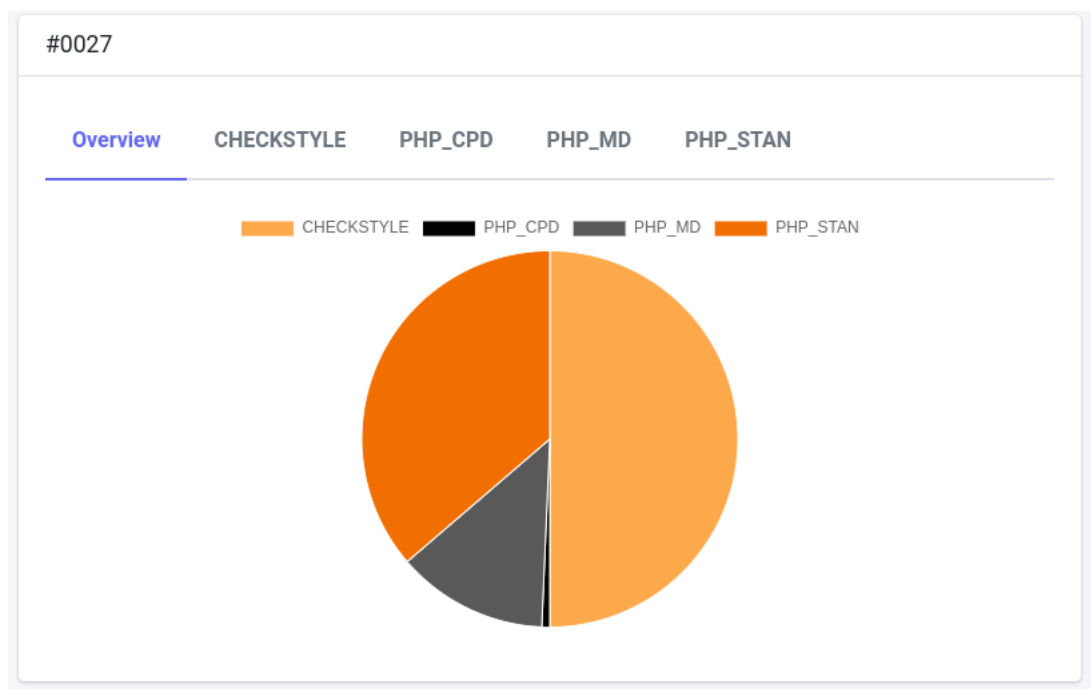 #0027
Overview CHECKSTYLE PHP_CPD PHP_MD PHP_STAN
CHECKSTYLE PHP_CPD PHP_MD PHP_STAN